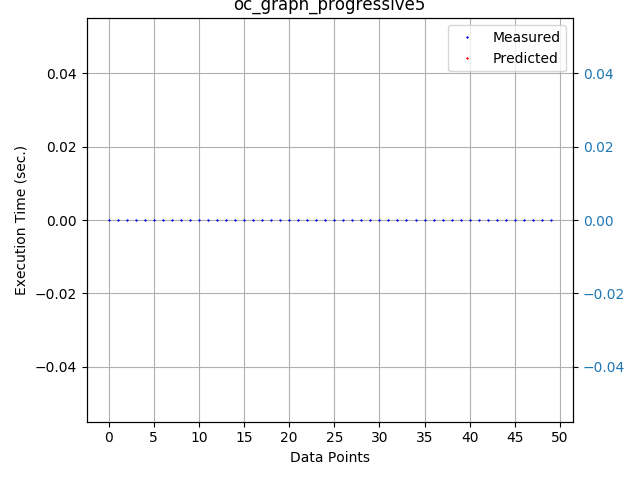 oc_graph_progressive5
Measured
Predicted
0.04
0.02
0.00
−0.02
−0.04
Execution Time (sec.)
0.04
0.02
0.00
−0.02
−0.04
0 5 10 15 20 25 30 35 40 45 50
Data Points